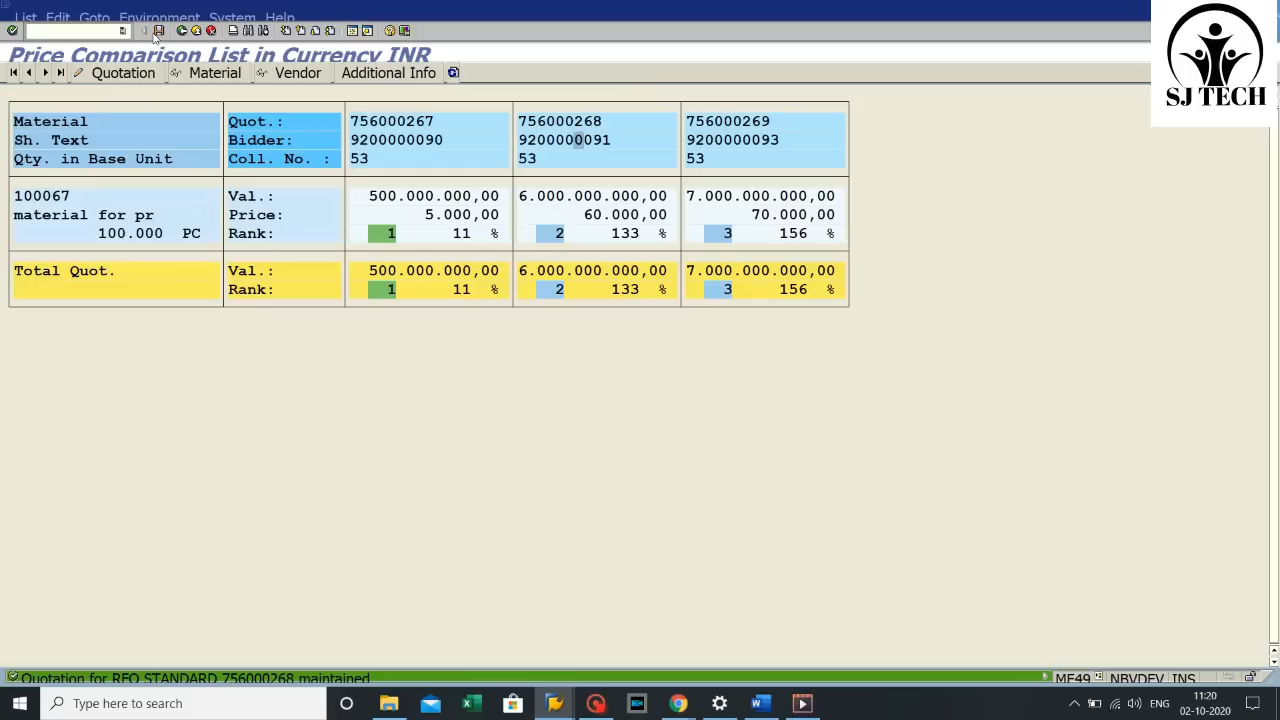 List Edit Goto Environment System Help
Price Comparison List in Currency INR
Quotation Material Vendor Additional Info
SJ TECH
Material Quot.: 756000267 756000268 756000269
Sh. Text Bidder: 9200000090 9200000091 9200000093
Qty. in Base Unit Coll. No. : 53 53 53
100067 Val.: 500.000.000,00 6.000.000.000,00 7.000.000.000,00
material for pr Price: 5.000,00 60.000,00 70.000,00
100.000 PC Rank: 1 11 % 2 133 % 3 156 %
Total Quot. Val.: 500.000.000,00 6.000.000.000,00 7.000.000.000,00
Rank: 1 11 % 2 133 % 3 156 %
Quotation for RFQ STANDARD 756000268 maintained ME49 NBVDEV INS
Type here to search ENG 11:20
02-10-2020